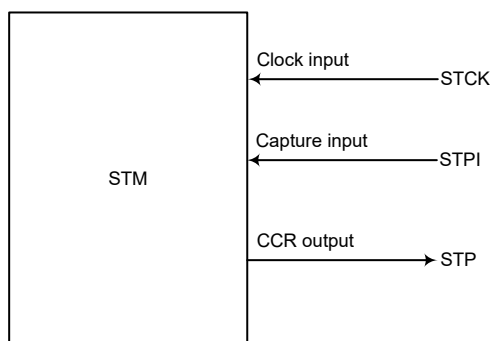 Clock input
STCK
Capture input
STPI
STM
CCR output
STP